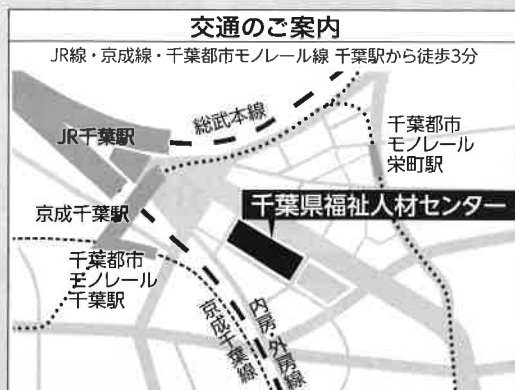 交通のご案内
JR線・京成線・千葉都市モノレール線 千葉駅から徒歩3分
総武本線
JR千葉駅
千葉都市
モノレール
栄町駅
千葉県福祉人材センター
京成千葉駅
千葉都市
モノレール
千葉駅
京成千葉線
内房・外房線